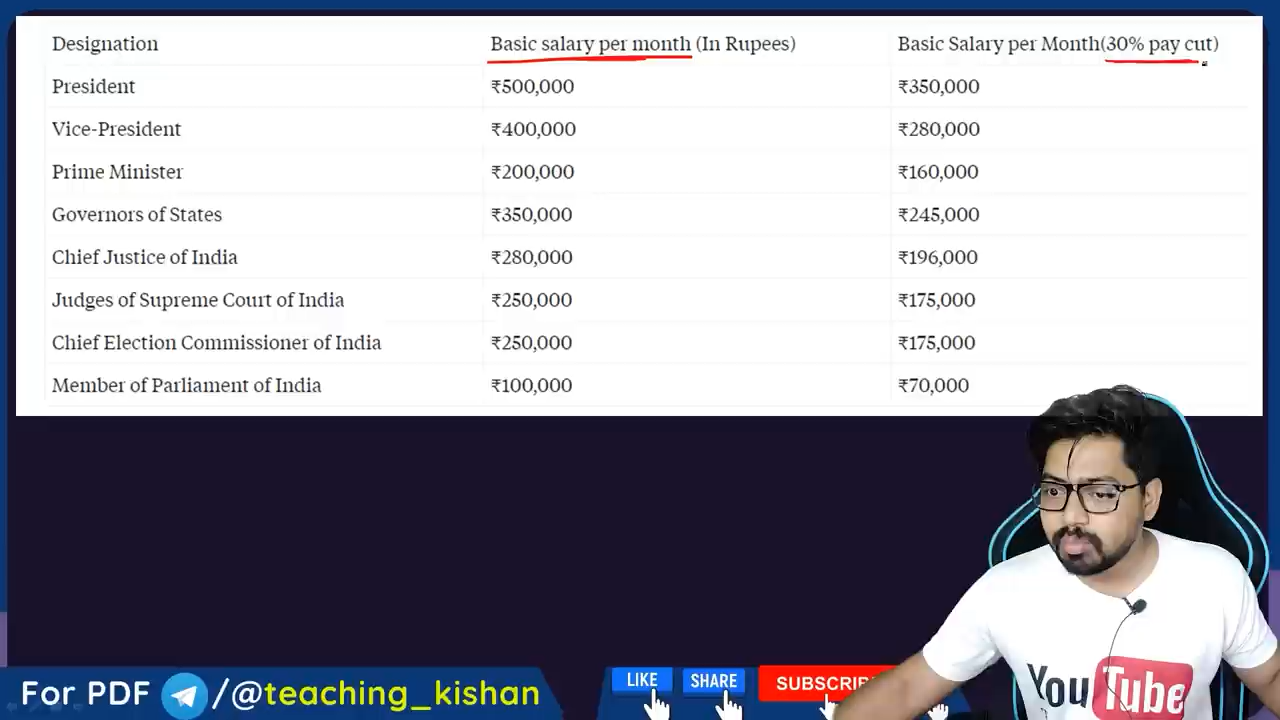 Designation Basic salary per month (In Rupees) Basic Salary per Month(30% pay cut)
President ₹500,000 ₹350,000
Vice-President ₹400,000 ₹280,000
Prime Minister ₹200,000 ₹160,000
Governors of States ₹350,000 ₹245,000
Chief Justice of India ₹280,000 ₹196,000
Judges of Supreme Court of India ₹250,000 ₹175,000
Chief Election Commissioner of India ₹250,000 ₹175,000
Member of Parliament of India ₹100,000 ₹70,000
You Tube
For PDF /@teaching_kishan LIKE SHARE SUBSCRIB